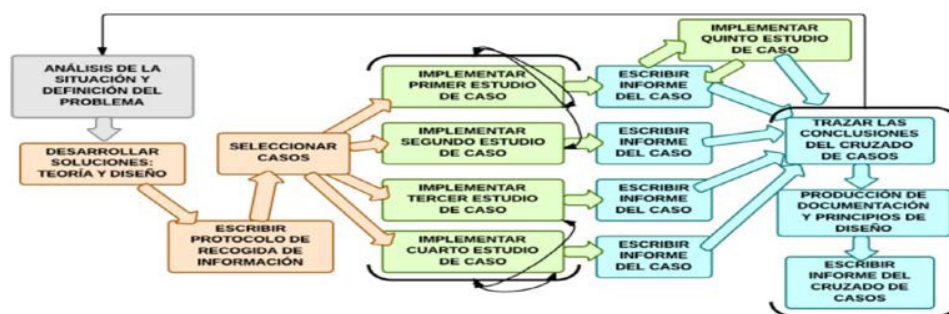 ANÁLISIS DE LA
SITUACIÓN Y
DEFINICIÓN DEL
PROBLEMA
DESARROLLAR
SOLUCIONES:
TEORÍA Y DISEÑO
ESCRIBIR
PROTOCOLO DE
RECOGIDA DE
INFORMACIÓN
SELECCIONAR
CASOS
IMPLEMENTAR
PRIMER ESTUDIO
DE CASO
IMPLEMENTAR
SEGUNDO ESTUDIO
DE CASO
IMPLEMENTAR
TERCER ESTUDIO
DE CASO
IMPLEMENTAR
CUARTO ESTUDIO
DE CASO
ESCRIBIR
INFORME
DEL CASO
ESCRIBIR
INFORME
DEL CASO
ESCRIBIR
INFORME
DEL CASO
ESCRIBIR
INFORME
DEL CASO
IMPLEMENTAR
QUINTO ESTUDIO
DE CASO
TRAZAR LAS
CONCLUSIONES
DEL CRUZADO DE
CASOS
PRODUCCIÓN DE
DOCUMENTACIÓN
Y PRINCIPIOS DE
DISEÑO
ESCRIBIR
INFORME DEL
CRUZADO DE
CASOS